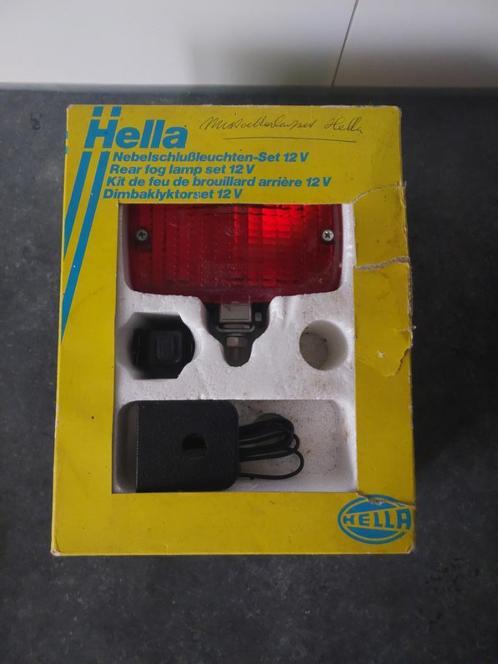 Hella
Hella
Nebelschlußleuchten-Set 12 V
Rear fog lamp set 12 V
Kit de feu de brouillard arrière 12 V
Dimbaklyktorset 12 V
HELLA